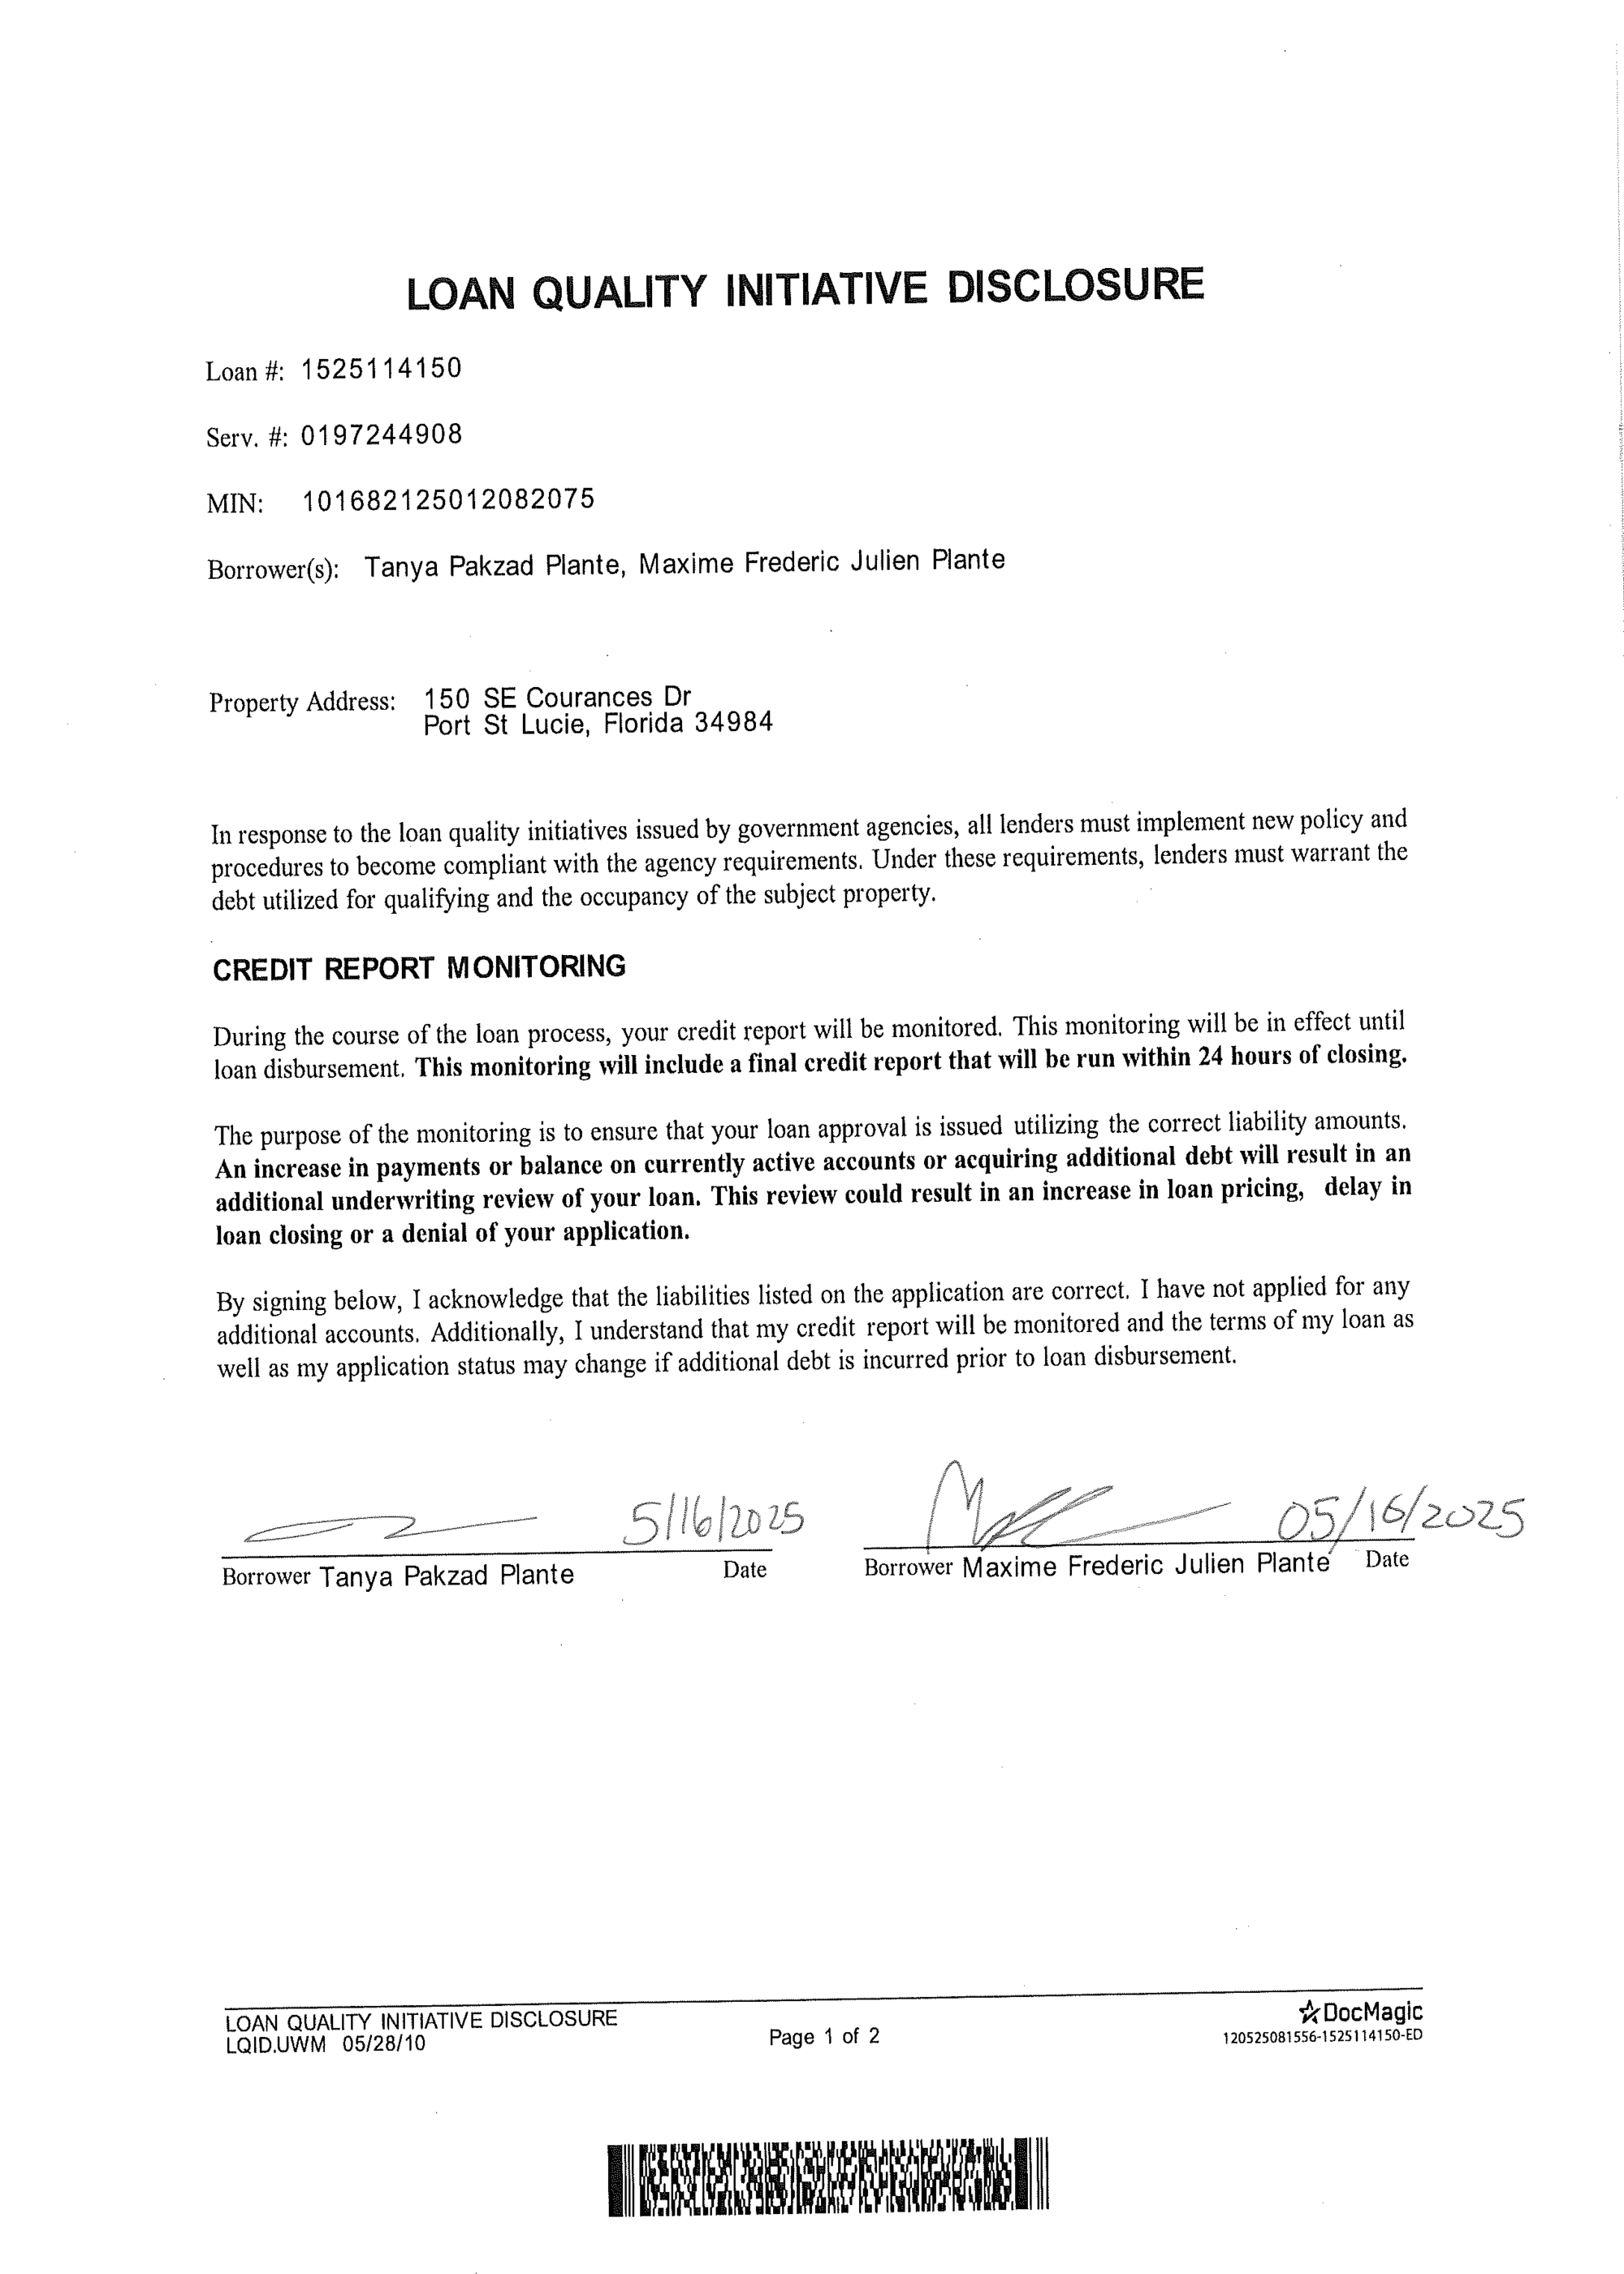 LOAN QUALITY INITIATIVE DISCLOSURE
Loan #: 1525114150
Serv. #: 0197244908
MIN: 101682125012082075
Borrower(s): Tanya Pakzad Plante, Maxime Frederic Julien Plante
Property Address: 150 SE Courances Dr
Port St Lucie, Florida 34984
In response to the loan quality initiatives issued by government agencies, all lenders must implement new policy and
procedures to become compliant with the agency requirements. Under these requirements, lenders must warrant the
debt utilized for qualifying and the occupancy of the subject property.
CREDIT REPORT MONITORING
During the course of the loan process, your credit report will be monitored. This monitoring will be in effect until
loan disbursement. This monitoring will include a final credit report that will be run within 24 hours of closing.
The purpose of the monitoring is to ensure that your loan approval is issued utilizing the correct liability amounts.
An increase in payments or balance on currently active accounts or acquiring additional debt will result in an
additional underwriting review of your loan. This review could result in an increase in loan pricing, delay in
loan closing or a denial of your application.
By signing below, I acknowledge that the liabilities listed on the application are correct. I have not applied for any
additional accounts. Additionally, I understand that my credit report will be monitored and the terms of my loan as
well as my application status may change if additional debt is incurred prior to loan disbursement.
5/16/2025 05/16/2025
Borrower Tanya Pakzad Plante Date Borrower Maxime Frederic Julien Plante Date
LOAN QUALITY INITIATIVE DISCLOSURE
LQID.UWM 05/28/10
Page 1 of 2
DocMagic
120525081556-1525114150-ED